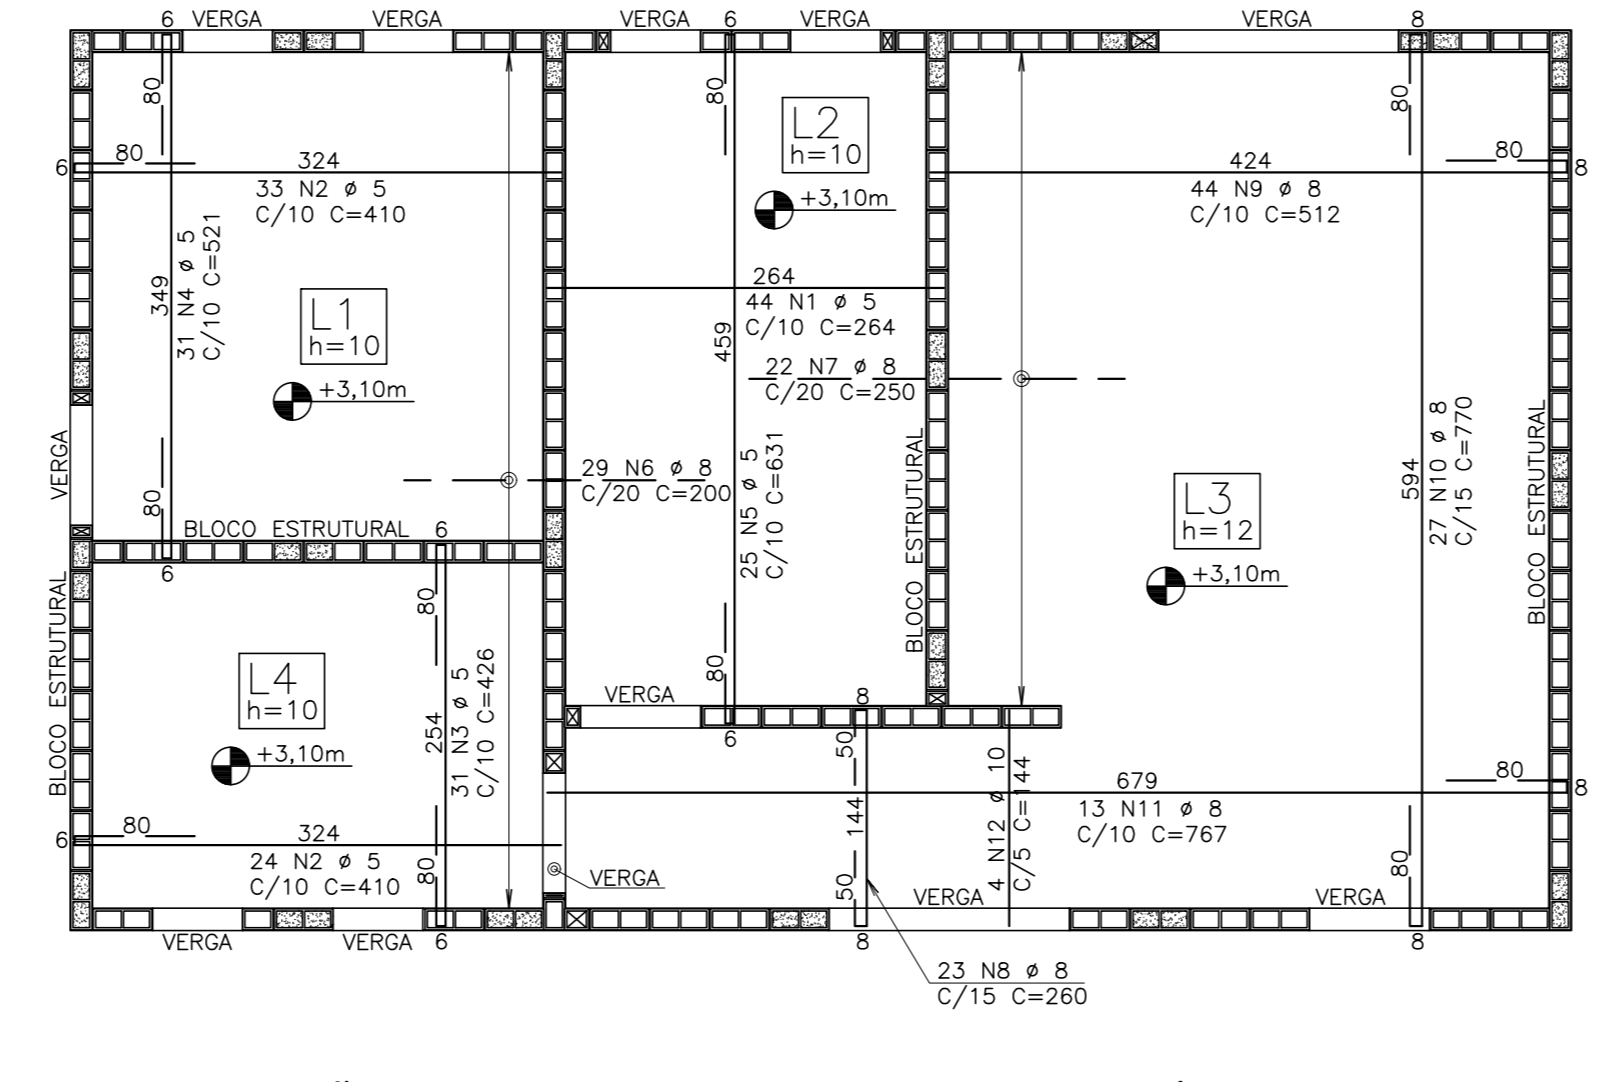 6 VERGA VERGA VERGA 6 VERGA VERGA 8
80 80 80
L2
h=10
+3,10m
6 80 324
33 N2 ø 5
C/10 C=410
424 80 8
44 N9 ø 8
C/10 C=512
349
31 N4 ø 5
C/10 C=521
L1
h=10
+3,10m
264
44 N1 ø 5
C/10 C=264
459
22 N7 ø 8
C/20 C=250
25 N5 ø 5
C/10 C=631
29 N6 ø 8
C/20 C=200
BLOCO ESTRUTURAL
L3
h=12
+3,10m
594
27 N10 ø 8
C/15 C=770
BLOCO ESTRUTURAL
VERGA
80
BLOCO ESTRUTURAL 6
6
80
BLOCO ESTRUTURAL
L4
h=10
+3,10m
254
31 N3 ø 5
C/10 C=426
80
VERGA 8
6
50
144
50
4 N12 ø 10
C/5 C=144
679 80 8
13 N11 ø 8
C/10 C=767
6 80 324
24 N2 ø 5
C/10 C=410
80
VERGA
VERGA
VERGA
80
VERGA VERGA 6 8 8
23 N8 ø 8
C/15 C=260